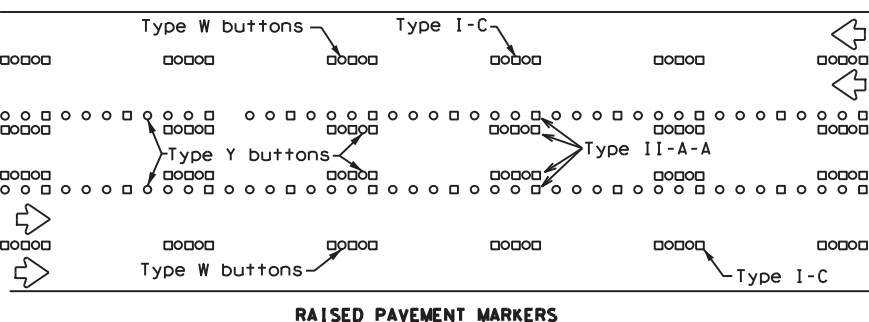 Type W buttons
Type I-C
Type Y buttons
Type II-A-A
Type W buttons
Type I-C
RAISED PAVEMENT MARKERS